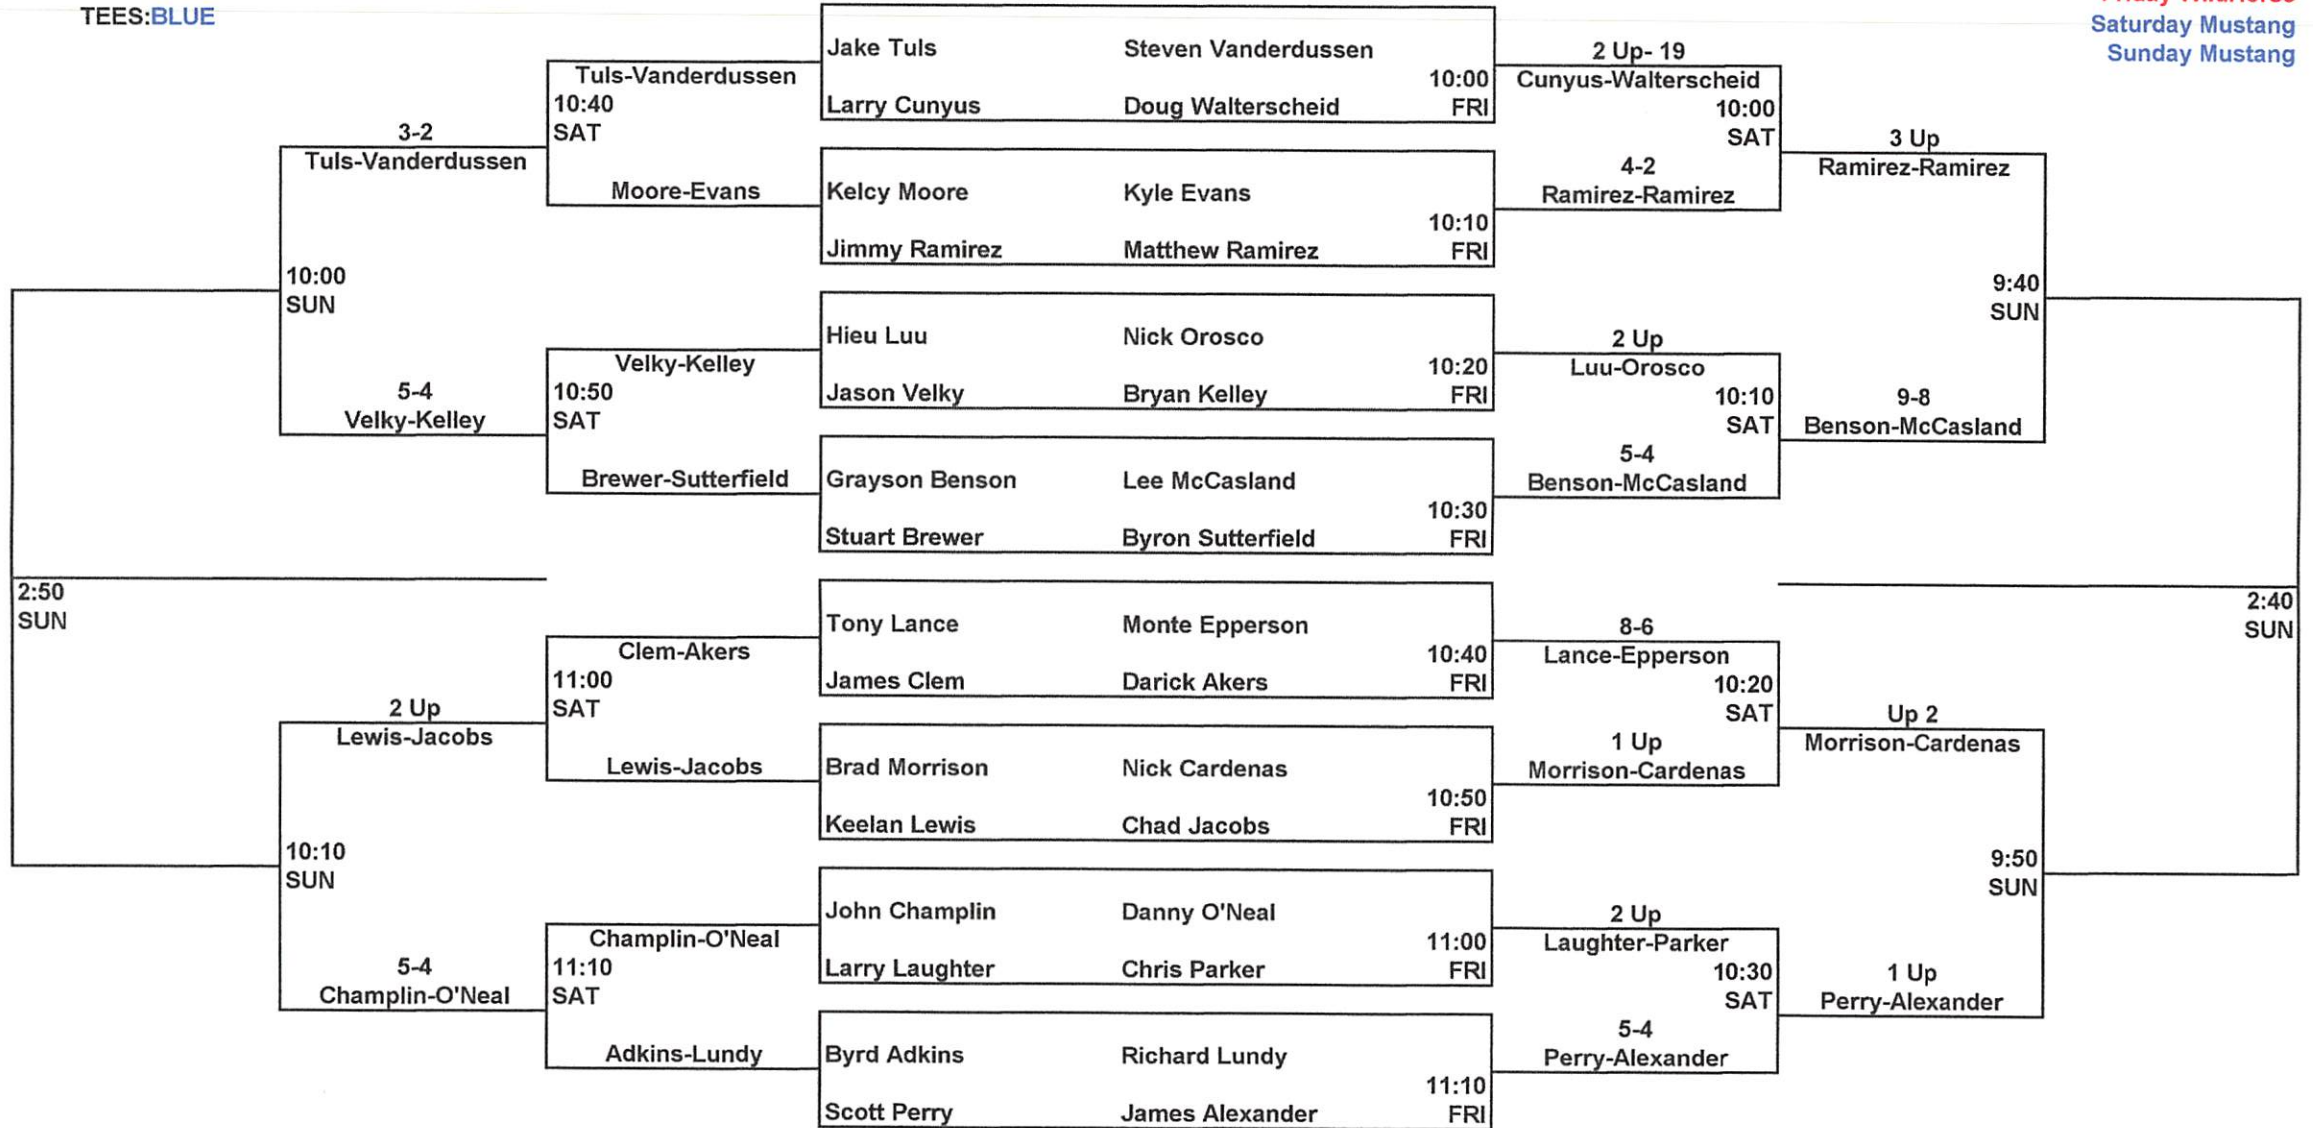 TEES:BLUE
Saturday Mustang
Sunday Mustang
Tuls-Vanderdussen
10:40
SAT
Moore-Evans
3-2
Tuls-Vanderdussen
10:00
SUN
5-4
Velky-Kelley
Velky-Kelley
10:50
SAT
Brewer-Sutterfield
2:50
SUN
Clem-Akers
11:00
SAT
Lewis-Jacobs
2 Up
Lewis-Jacobs
10:10
SUN
5-4
Champlin-O'Neal
Champlin-O'Neal
11:10
SAT
Adkins-Lundy
Jake Tuls Steven Vanderdussen
10:00
Larry Cunyus Doug Walterscheid FRI
Kelcy Moore Kyle Evans
10:10
Jimmy Ramirez Matthew Ramirez FRI
Hieu Luu Nick Orosco
10:20
Jason Velky Bryan Kelley FRI
Grayson Benson Lee McCasland
10:30
Stuart Brewer Byron Sutterfield FRI
Tony Lance Monte Epperson
10:40
James Clem Darick Akers FRI
Brad Morrison Nick Cardenas
10:50
Keelan Lewis Chad Jacobs FRI
John Champlin Danny O'Neal
11:00
Larry Laughter Chris Parker FRI
Byrd Adkins Richard Lundy
11:10
Scott Perry James Alexander FRI
2 Up- 19
Cunyus-Walterscheid
10:00
SAT
4-2
Ramirez-Ramirez
3 Up
Ramirez-Ramirez
9:40
SUN
2 Up
Luu-Orosco
10:10
SAT
5-4
Benson-McCasland
9-8
Benson-McCasland
2:40
SUN
8-6
Lance-Epperson
10:20
SAT
1 Up
Morrison-Cardenas
Up 2
Morrison-Cardenas
9:50
SUN
2 Up
Laughter-Parker
10:30
SAT
5-4
Perry-Alexander
1 Up
Perry-Alexander